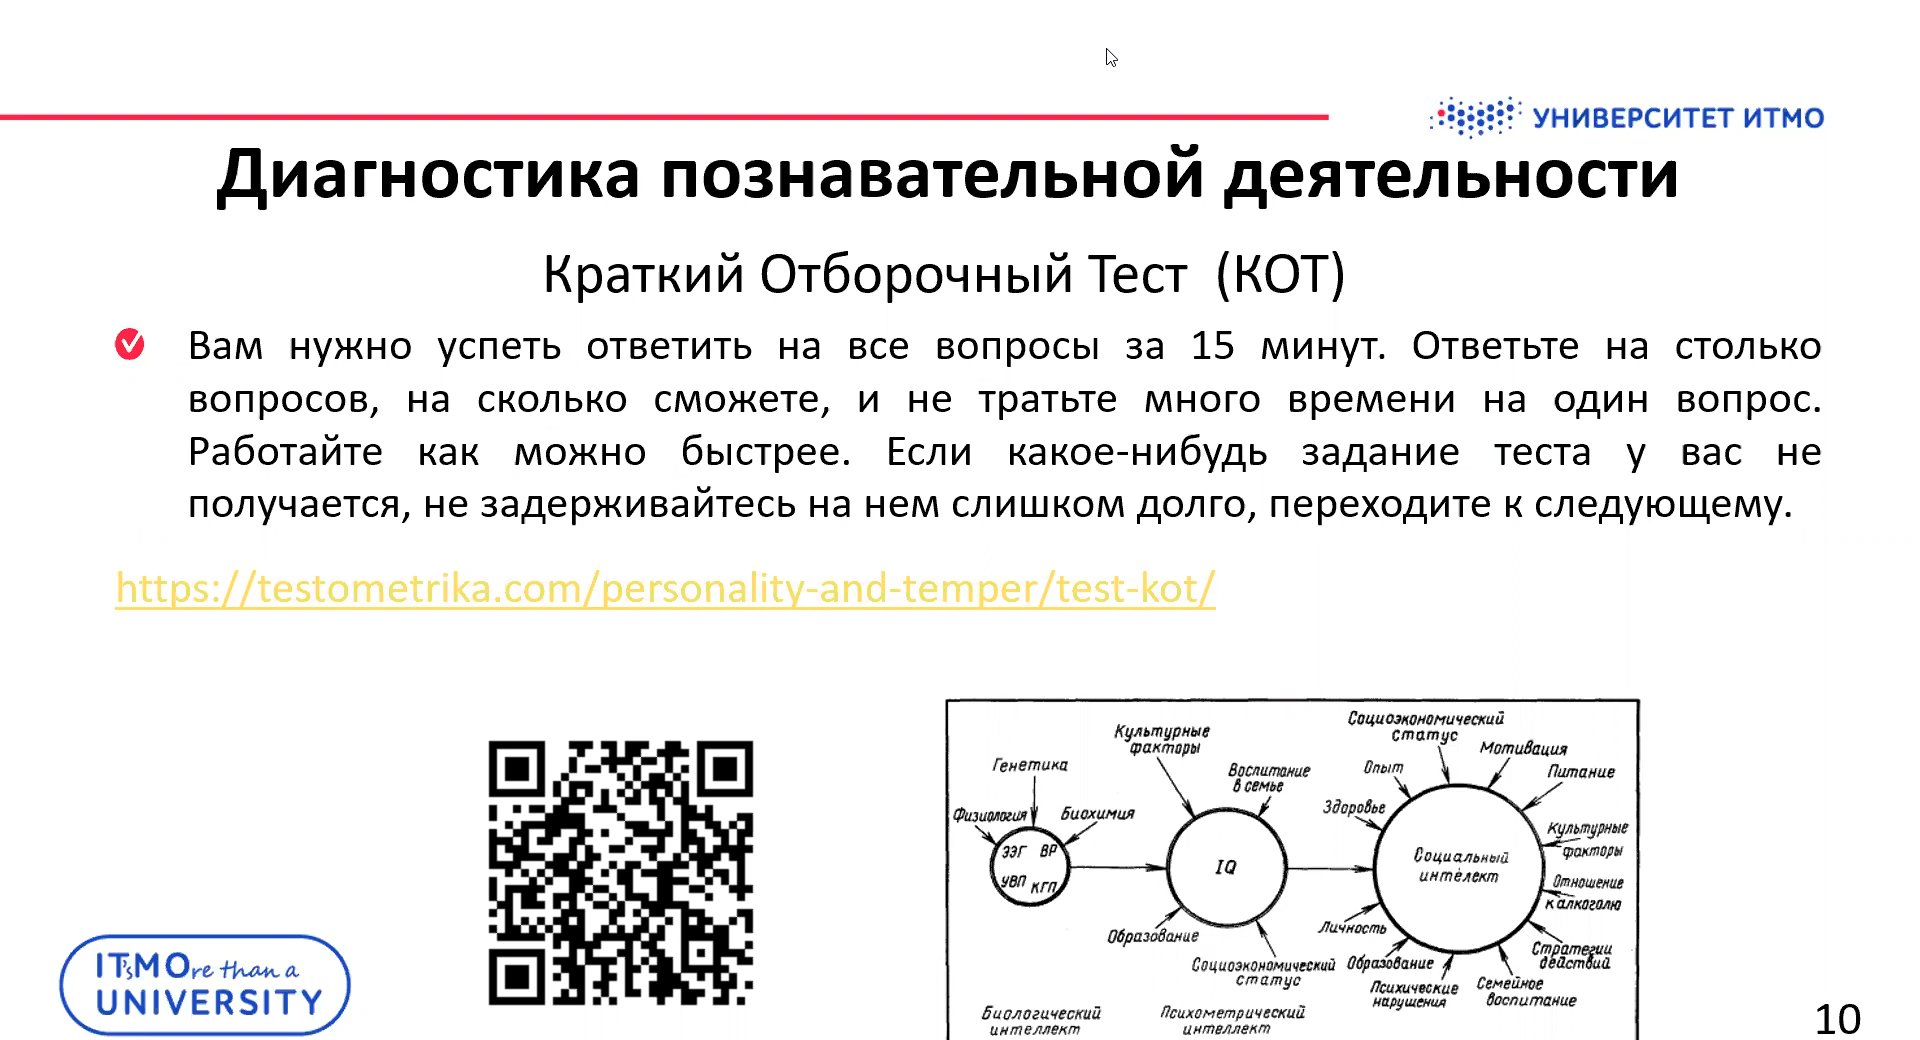 УНИВЕРСИТЕТ ИТМО
Диагностика познавательной деятельности
Краткий Отборочный Тест (КОТ)
Вам нужно успеть ответить на все вопросы за 15 минут. Ответьте на столько
вопросов, на сколько сможете, и не тратьте много времени на один вопрос.
Работайте как можно быстрее. Если какое-нибудь задание теста у вас не
получается, не задерживайтесь на нем слишком долго, переходите к следующему.
https://testometrika.com/personality-and-temper/test-kot/
Генетика
Физиология
Биохимия
ЭЭГ ВР
УВП КГП
Культурные
факторы
Воспитание
в семье
IQ
Образование
Социоэкономический
статус
Социоэкономический
статус
Мотивация
Опыт
Питание
Здоровье
Культурные
факторы
Социальный
интелект
Отношение
к алкоголю
Личность
Стратегии
действий
Образование
Психические
нарушения
Семейное
воспитание
Биологический
интеллект
Психометрический
интеллект
IT'sMOre than a
UNIVERSITY
10